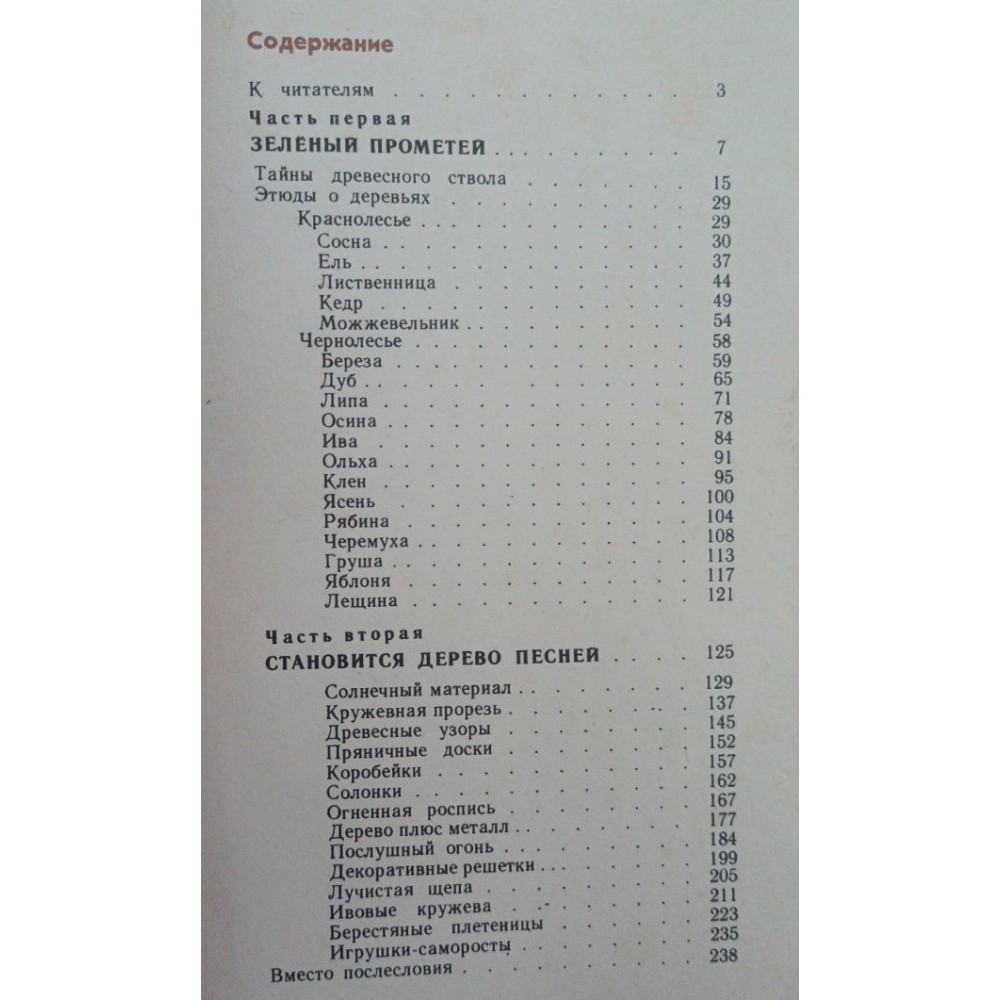 Содержание
К читателям . . . . . . . . . . . . 3
Часть первая
ЗЕЛЁНЫЙ ПРОМЕТЕЙ . . . . . . . . . 7
Тайны древесного ствола . . . . . . . 15
Этюды о деревьях . . . . . . . . . . 29
Краснолесье . . . . . . . . . . . 29
Сосна . . . . . . . . . . . . 30
Ель . . . . . . . . . . . . . 37
Лиственница . . . . . . . . . 44
Кедр . . . . . . . . . . . . 49
Можжевельник . . . . . . . . . 54
Чернолесье . . . . . . . . . . . 58
Береза . . . . . . . . . . . . 59
Дуб . . . . . . . . . . . . . 65
Липа . . . . . . . . . . . . 71
Осина . . . . . . . . . . . . 78
Ива . . . . . . . . . . . . 84
Ольха . . . . . . . . . . . . 91
Клен . . . . . . . . . . . . 95
Ясень . . . . . . . . . . . 100
Рябина . . . . . . . . . . . 104
Черемуха . . . . . . . . . . . 108
Груша . . . . . . . . . . . . 113
Яблоня . . . . . . . . . . . 117
Лещина . . . . . . . . . . . 121
Часть вторая
СТАНОВИТСЯ ДЕРЕВО ПЕСНЕЙ . . . . 125
Солнечный материал . . . . . . . 129
Кружевная прорезь . . . . . . . 137
Древесные узоры . . . . . . . 145
Пряничные доски . . . . . . . 152
Коробейки . . . . . . . . . . 157
Солонки . . . . . . . . . . . 162
Огненная роспись . . . . . . . 167
Дерево плюс металл . . . . . . . 177
Послушный огонь . . . . . . . 184
Декоративные решетки . . . . . . 199
Лучистая щепа . . . . . . . . 205
Ивовые кружева . . . . . . . 211
Берестяные плетеницы . . . . . 223
Игрушки-саморосты . . . . . . 235
Вместо послесловия . . . . . . . . . 238